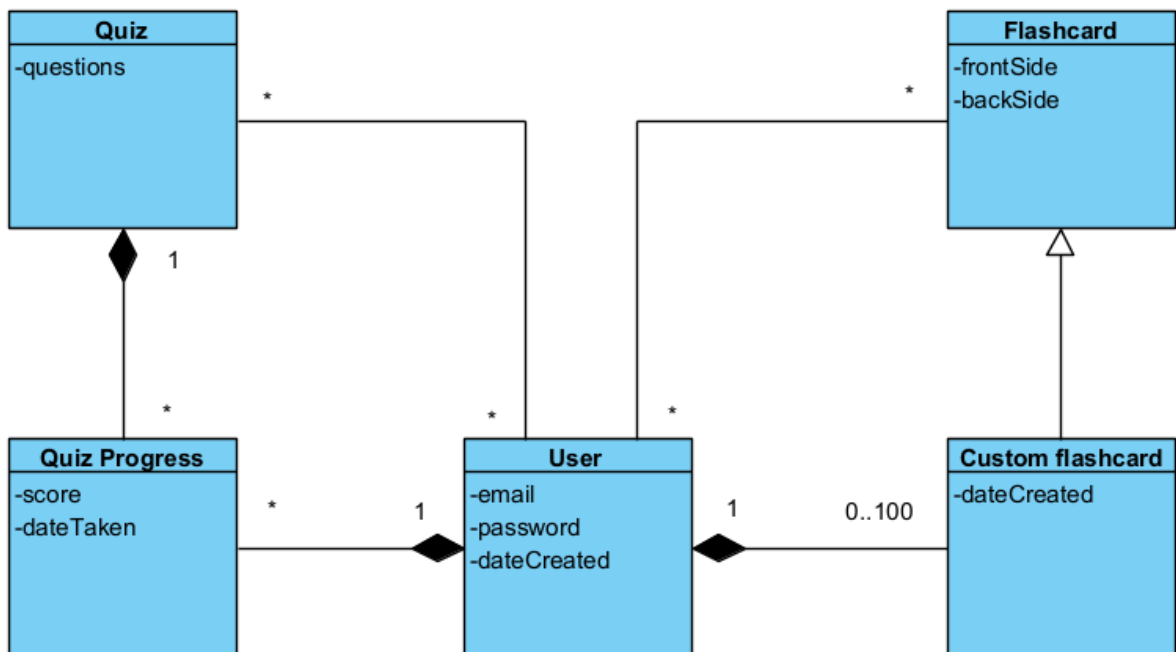 Quiz
-questions
*
Flashcard
-frontSide
-backSide
*
1
*
*
*
Quiz Progress
-score
-dateTaken
*
1
User
-email
-password
-dateCreated
1
0..100
Custom flashcard
-dateCreated